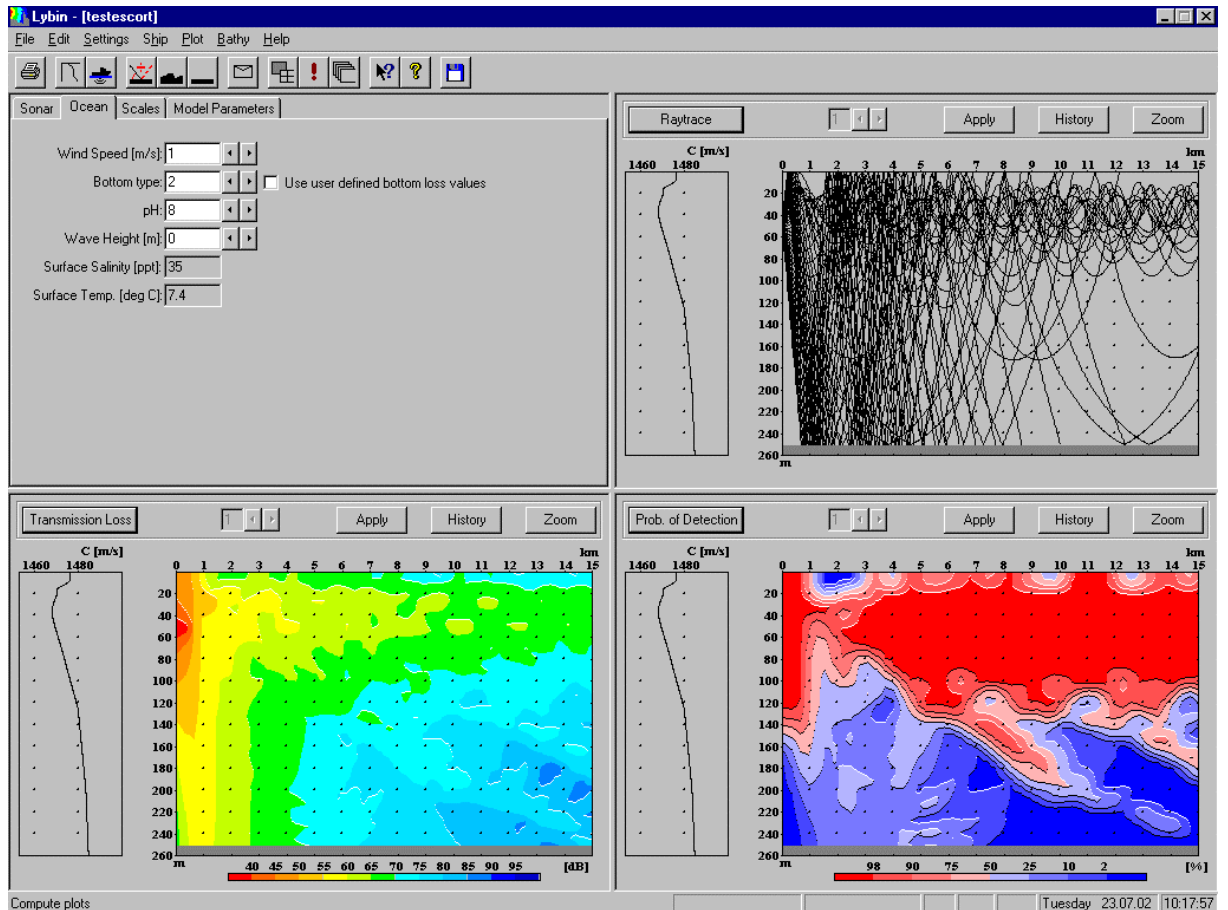 Lybin - [testescort]
File Edit Settings Ship Plot Bathy Help
Sonar Ocean Scales Model Parameters
Wind Speed [m/s]: 1
Bottom type: 2 Use user defined bottom loss values
pH: 8
Wave Height [m]: 0
Surface Salinity [ppt]: 35
Surface Temp. [deg C]: 7.4
Raytrace 1 Apply History Zoom
C [m/s] km
1460 1480 0 1 2 3 4 5 6 7 8 9 10 11 12 13 14 15
20
40
60
80
100
120
140
160
180
200
220
240
260
m
Transmission Loss 1 Apply History Zoom
C [m/s] km
1460 1480 0 1 2 3 4 5 6 7 8 9 10 11 12 13 14 15
20
40
60
80
100
120
140
160
180
200
220
240
260
m 40 45 50 55 60 65 70 75 80 85 90 95 [dB]
Prob. of Detection 1 Apply History Zoom
C [m/s] km
1460 1480 0 1 2 3 4 5 6 7 8 9 10 11 12 13 14 15
20
40
60
80
100
120
140
160
180
200
220
240
260
m 98 90 75 50 25 10 2 [%]
Compute plots Tuesday 23.07.02 10:17:57